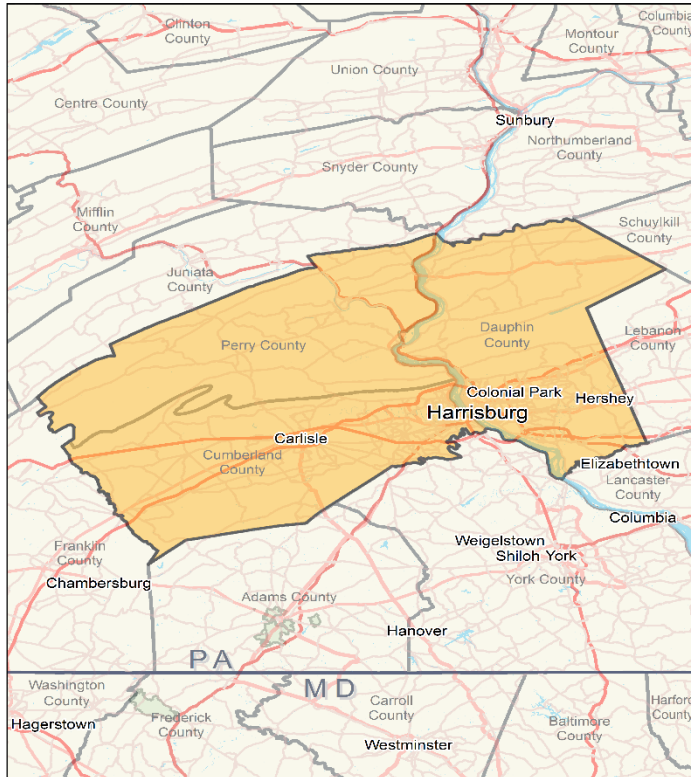 Clinton
County
Columbia
County
Montour
County
Union County
Centre County
Sunbury
Northumberland
County
Snyder County
Mifflin
County
Schuylkill
County
Juniata
County
Dauphin
County
Lebanon
County
Perry County
Colonial Park
Hershey
Harrisburg
Carlisle
Cumberland
County
Elizabethtown
Lancaster
County
Columbia
Franklin
County
Weigelstown
Shiloh York
York County
Chambersburg
Adams County
Hanover
PA
MD
Washington
County
Carroll
County
Harford
County
Hagerstown
Frederick
County
Baltimore
County
Westminster